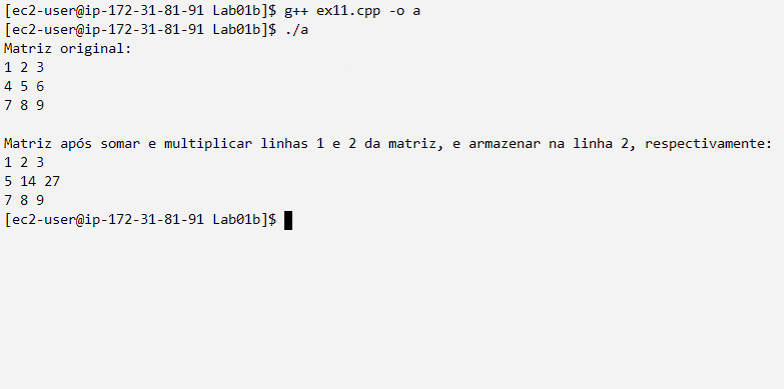 [ec2-user@ip-172-31-81-91 Lab01b]$ g++ ex11.cpp -o a
[ec2-user@ip-172-31-81-91 Lab01b]$ ./a
Matriz original:
1 2 3
4 5 6
7 8 9

Matriz após somar e multiplicar linhas 1 e 2 da matriz, e armazenar na linha 2, respectivamente:
1 2 3
5 14 27
7 8 9
[ec2-user@ip-172-31-81-91 Lab01b]$